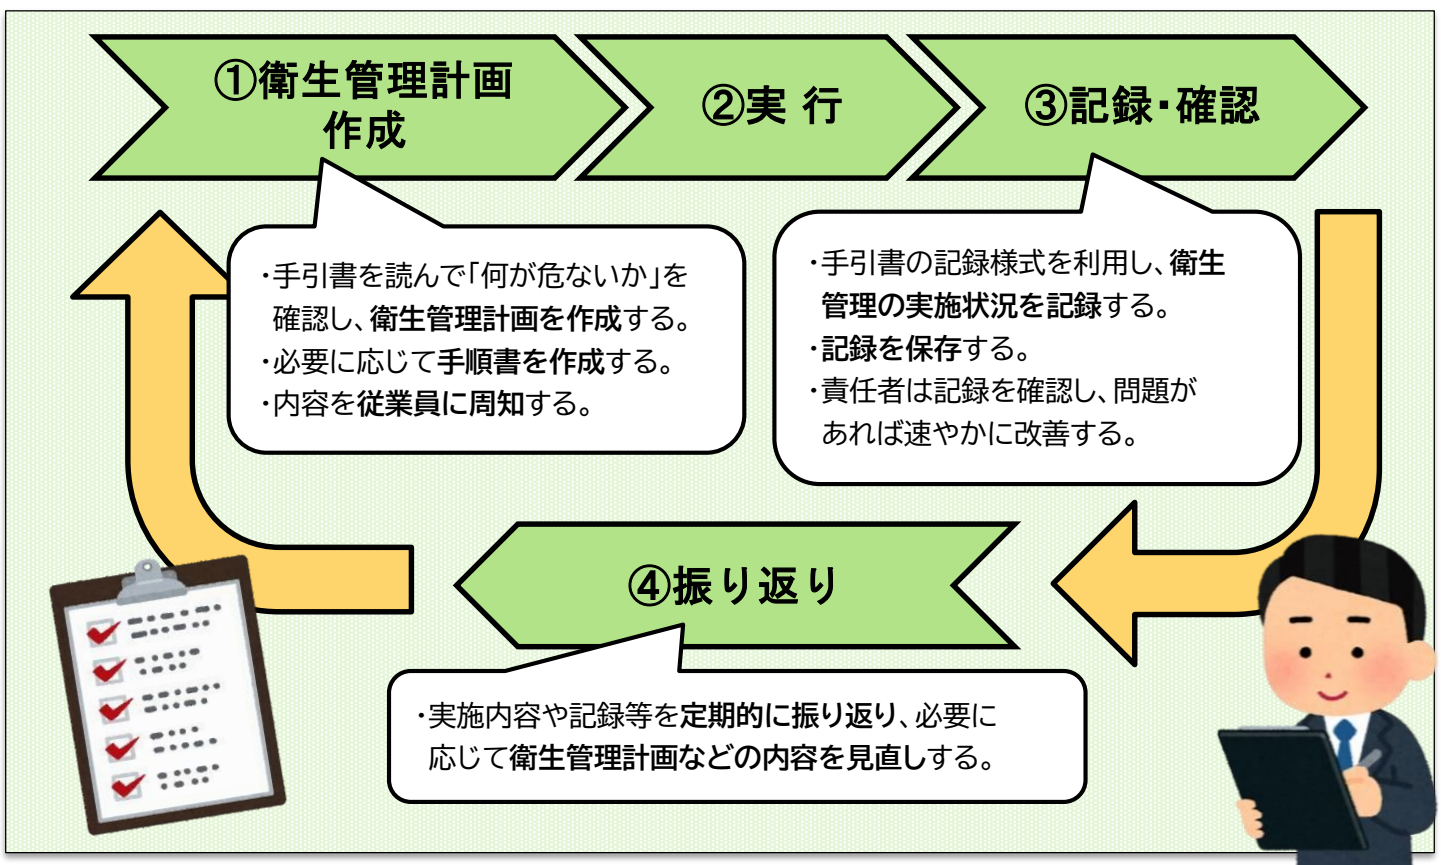 ①衛生管理計画
作成
②実 行
③記録・確認
・手引書を読んで「何が危ないか」を
確認し、衛生管理計画を作成する。
・必要に応じて手順書を作成する。
・内容を従業員に周知する。
・手引書の記録様式を利用し、衛生
管理の実施状況を記録する。
・記録を保存する。
・責任者は記録を確認し、問題が
あれば速やかに改善する。
④振り返り
・実施内容や記録等を定期的に振り返り、必要に
応じて衛生管理計画などの内容を見直しする。